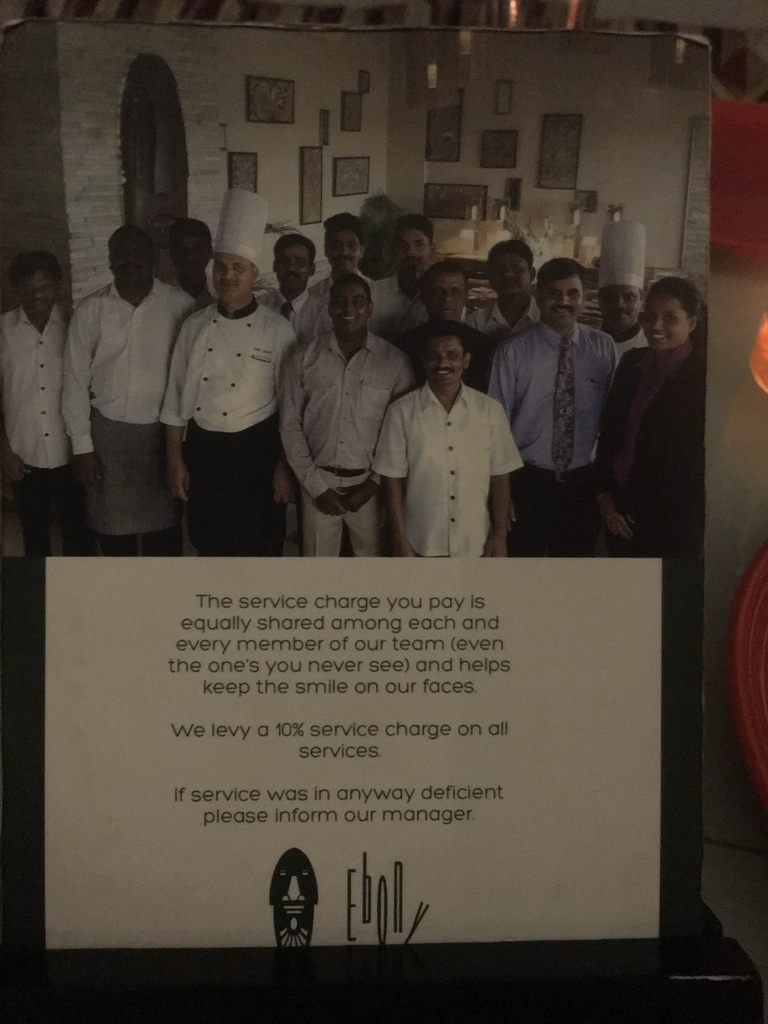 The service charge you pay is
equally shared among each and
every member of our team (even
the one's you never see) and helps
keep the smile on our faces.
We levy a 10% service charge on all
services.
If service was in anyway deficient
please inform our manager.
Ebony